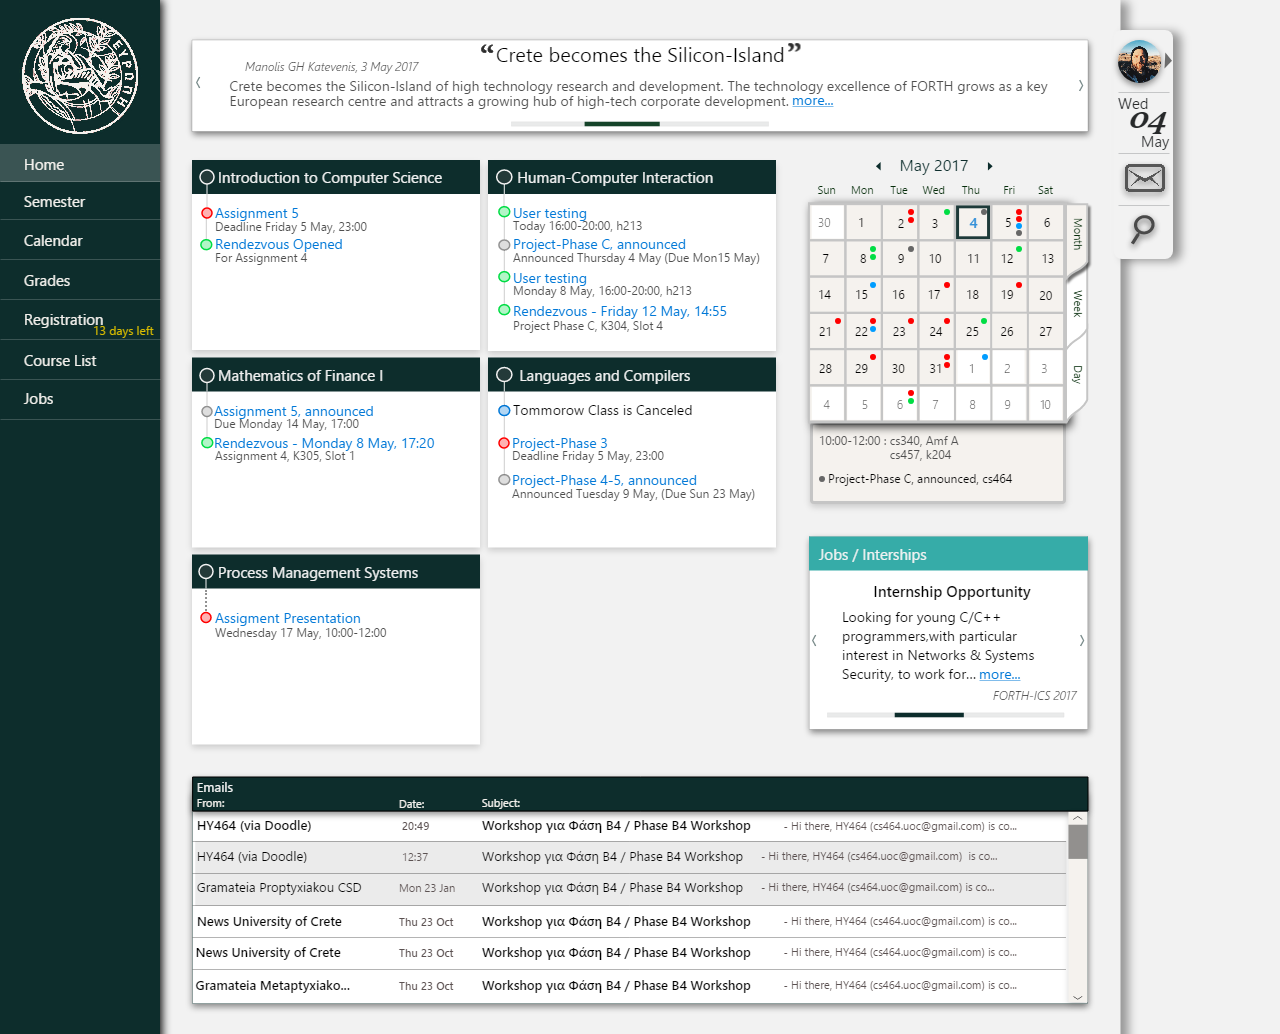 ΕΥΡΩΠΗ
Home
Semester
Calendar
Grades
Registration
13 days left
Course List
Jobs
“Crete becomes the Silicon-Island”
Manolis GH Katevenis, 3 May 2017
Crete becomes the Silicon-Island of high technology research and development. The technology excellence of FORTH grows as a key
European research centre and attracts a growing hub of high-tech corporate development. more...
Wed
04
May
Introduction to Computer Science
Assignment 5
Deadline Friday 5 May, 23:00
Rendezvous Opened
For Assignment 4
Human-Computer Interaction
User testing
Today 16:00-20:00, h213
Project-Phase C, announced
Announced Thursday 4 May (Due Mon15 May)
User testing
Monday 8 May, 16:00-20:00, h213
Rendezvous - Friday 12 May, 14:55
Project Phase C, K304, Slot 4
Mathematics of Finance I
Assignment 5, announced
Due Monday 14 May, 17:00
Rendezvous - Monday 8 May, 17:20
Assignment 4, K305, Slot 1
Languages and Compilers
Tommorow Class is Canceled
Project-Phase 3
Deadline Friday 5 May, 23:00
Project-Phase 4-5, announced
Announced Tuesday 9 May, (Due Sun 23 May)
Process Management Systems
Assigment Presentation
Wednesday 17 May, 10:00-12:00
May 2017
Sun Mon Tue Wed Thu Fri Sat
30 1 2 3 4 5 6
7 8 9 10 11 12 13
14 15 16 17 18 19 20
21 22 23 24 25 26 27
28 29 30 31 1 2 3
4 5 6 7 8 9 10
Month
Week
Day
10:00-12:00 : cs340, Amf A
cs457, k204
Project-Phase C, announced, cs464
Jobs / Interships
Internship Opportunity
Looking for young C/C++
programmers,with particular
interest in Networks & Systems
Security, to work for... more...
FORTH-ICS 2017
Emails
From: Date: Subject:
HY464 (via Doodle) 20:49 Workshop για Φάση B4 / Phase B4 Workshop - Hi there, HY464 (cs464.uoc@gmail.com) is co...
HY464 (via Doodle) 12:37 Workshop για Φάση B4 / Phase B4 Workshop - Hi there, HY464 (cs464.uoc@gmail.com) is co...
Gramateia Proptyxiakou CSD Mon 23 Jan Workshop για Φάση B4 / Phase B4 Workshop - Hi there, HY464 (cs464.uoc@gmail.com) is co...
News University of Crete Thu 23 Oct Workshop για Φάση B4 / Phase B4 Workshop - Hi there, HY464 (cs464.uoc@gmail.com) is co...
News University of Crete Thu 23 Oct Workshop για Φάση B4 / Phase B4 Workshop - Hi there, HY464 (cs464.uoc@gmail.com) is co...
Gramateia Metaptyxiako... Thu 23 Oct Workshop για Φάση B4 / Phase B4 Workshop - Hi there, HY464 (cs464.uoc@gmail.com) is co...